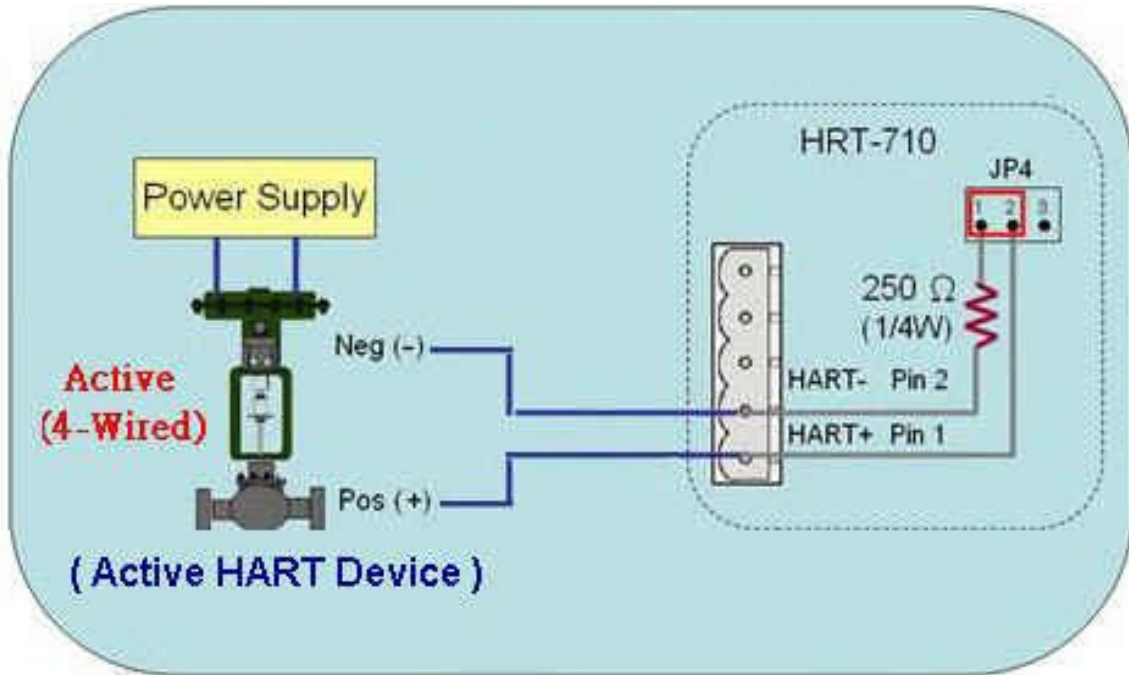 HRT-710
JP4
1 2 3
Power Supply
250 Ω
(1/4W)
Neg (-)
Active
(4-Wired)
HART- Pin 2
HART+ Pin 1
Pos (+)
( Active HART Device )